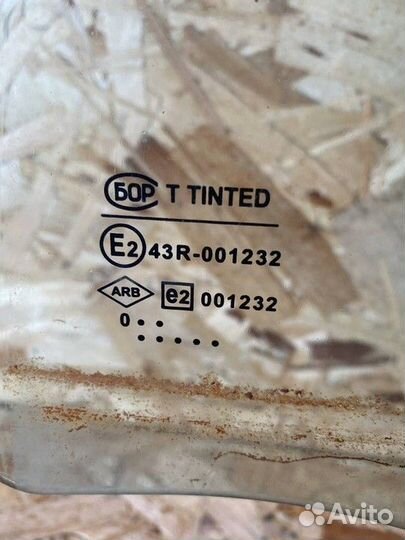 БОР T TINTED
E2 43R-001232
ARB e2 001232
0 . .
. . . . .
Avito